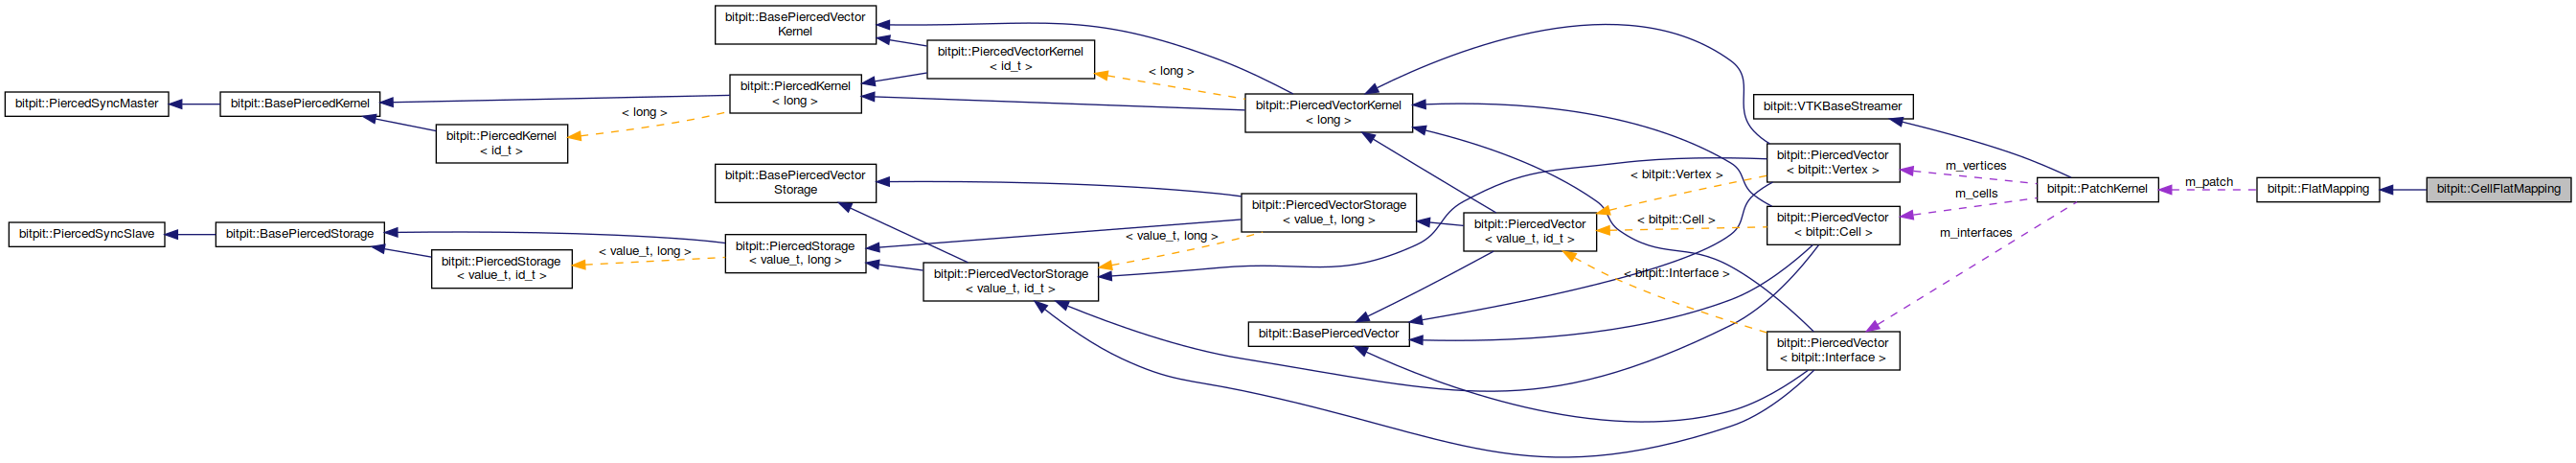 bitpit::PiercedSyncMaster
bitpit::BasePiercedKernel
bitpit::PiercedKernel
< id_t >
< long >
bitpit::BasePiercedVector
Kernel
bitpit::PiercedVectorKernel
< id_t >
bitpit::PiercedKernel
< long >
< long >
bitpit::PiercedVectorKernel
< long >
bitpit::PiercedSyncSlave
bitpit::BasePiercedStorage
bitpit::PiercedStorage
< value_t, id_t >
< value_t, long >
bitpit::BasePiercedVector
Storage
bitpit::PiercedStorage
< value_t, long >
bitpit::PiercedVectorStorage
< value_t, id_t >
< value_t, long >
bitpit::PiercedVectorStorage
< value_t, long >
bitpit::BasePiercedVector
bitpit::PiercedVector
< value_t, id_t >
< bitpit::Vertex >
< bitpit::Cell >
< bitpit::Interface >
bitpit::VTKBaseStreamer
bitpit::PiercedVector
< bitpit::Vertex >
bitpit::PiercedVector
< bitpit::Cell >
bitpit::PiercedVector
< bitpit::Interface >
m_vertices
m_cells
m_interfaces
bitpit::PatchKernel
m_patch
bitpit::FlatMapping
bitpit::CellFlatMapping